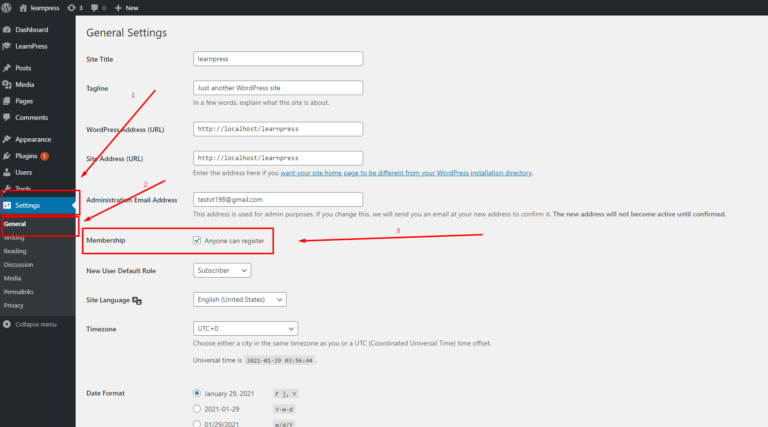 learnpress 3 0 + New
Dashboard
LearnPress
Posts
Media
Pages
Comments
Appearance
Plugins 1
Users
Tools
Settings
General
Writing
Reading
Discussion
Media
Permalinks
Privacy
Collapse menu
1
2
3
General Settings
Site Title learnpress
Tagline Just another WordPress site
In a few words, explain what this site is about.
WordPress Address (URL) http://localhost/learnpress
Site Address (URL) http://localhost/learnpress
Enter the address here if you want your site home page to be different from your WordPress installation directory.
Administration Email Address testvt198@gmail.com
This address is used for admin purposes. If you change this, we will send you an email at your new address to confirm it. The new address will not become active until confirmed.
Membership Anyone can register
New User Default Role Subscriber
Site Language English (United States)
Timezone UTC+0
Choose either a city in the same timezone as you or a UTC (Coordinated Universal Time) time offset.
Universal time is 2021-01-29 03:56:44 .
Date Format January 29, 2021 F j, Y
2021-01-29 Y-m-d
01/29/2021 m/d/Y